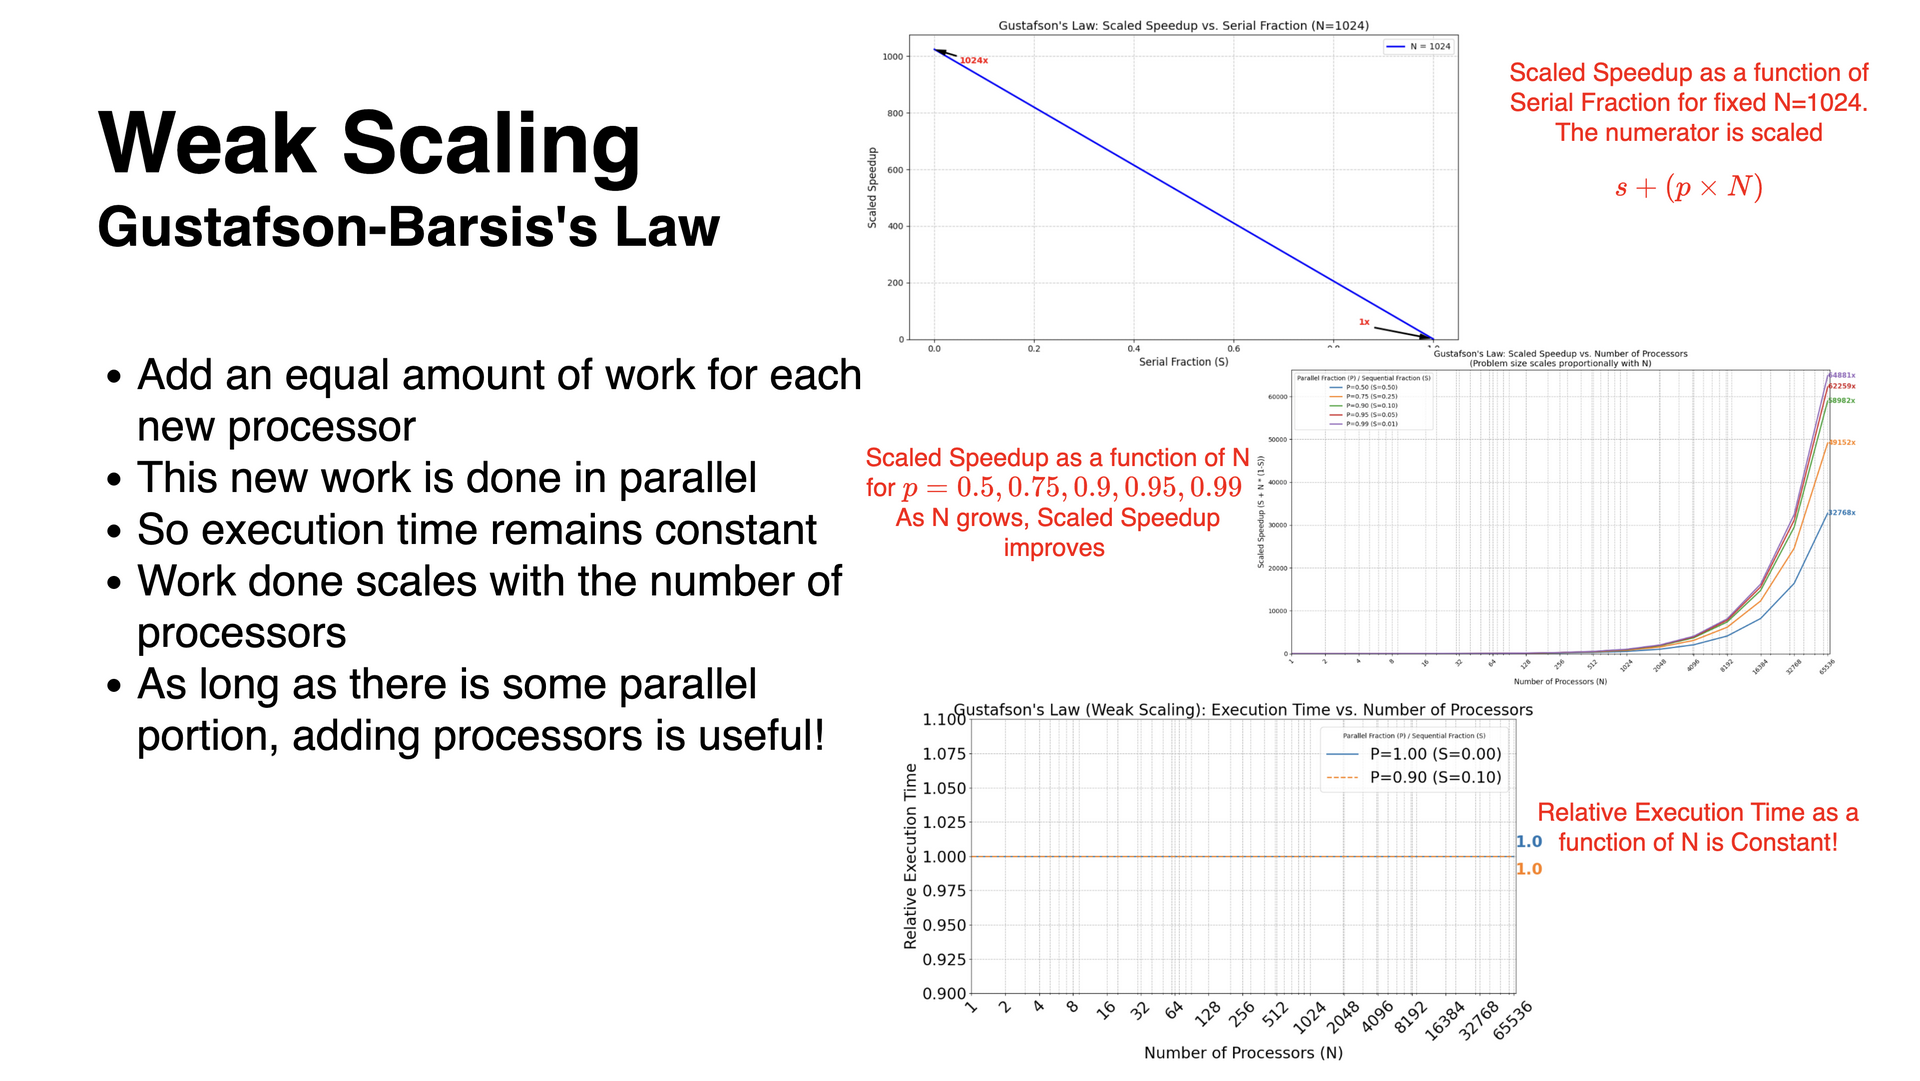 Weak Scaling
Gustafson-Barsis's Law
• Add an equal amount of work for each
new processor
• This new work is done in parallel
• So execution time remains constant
• Work done scales with the number of
processors
• As long as there is some parallel
portion, adding processors is useful!
Gustafson's Law: Scaled Speedup vs. Serial Fraction (N=1024)
N = 1024
1024x
1x
1000
800
600
400
200
0
Scaled Speedup
0.0 0.2 0.4 0.6
Serial Fraction (S)
Scaled Speedup as a function of
Serial Fraction for fixed N=1024.
The numerator is scaled
s + (p × N)
Scaled Speedup as a function of N
for p = 0.5, 0.75, 0.9, 0.95, 0.99
As N grows, Scaled Speedup
improves
Gustafson's Law: Scaled Speedup vs. Number of Processors
(Problem size scales proportionally with N)
Parallel Fraction (P) / Sequential Fraction (S)
P=0.50 (S=0.50)
P=0.75 (S=0.25)
P=0.90 (S=0.10)
P=0.95 (S=0.05)
P=0.99 (S=0.01)
64881x
62259x
58982x
49152x
32768x
60000
50000
40000
30000
20000
10000
0
Scaled Speedup (S + N * (1-S))
1 2 4 8 16 32 64 128 256 512 1024 2048 4096 8192 16384 32768 65536
Number of Processors (N)
Gustafson's Law (Weak Scaling): Execution Time vs. Number of Processors
Parallel Fraction (P) / Sequential Fraction (S)
P=1.00 (S=0.00)
P=0.90 (S=0.10)
1.100
1.075
1.050
1.025
1.000
0.975
0.950
0.925
0.900
Relative Execution Time
1.0
1.0
1 2 4 8 16 32 64 128 256 512 1024 2048 4096 8192 16384 32768 65536
Number of Processors (N)
Relative Execution Time as a
function of N is Constant!